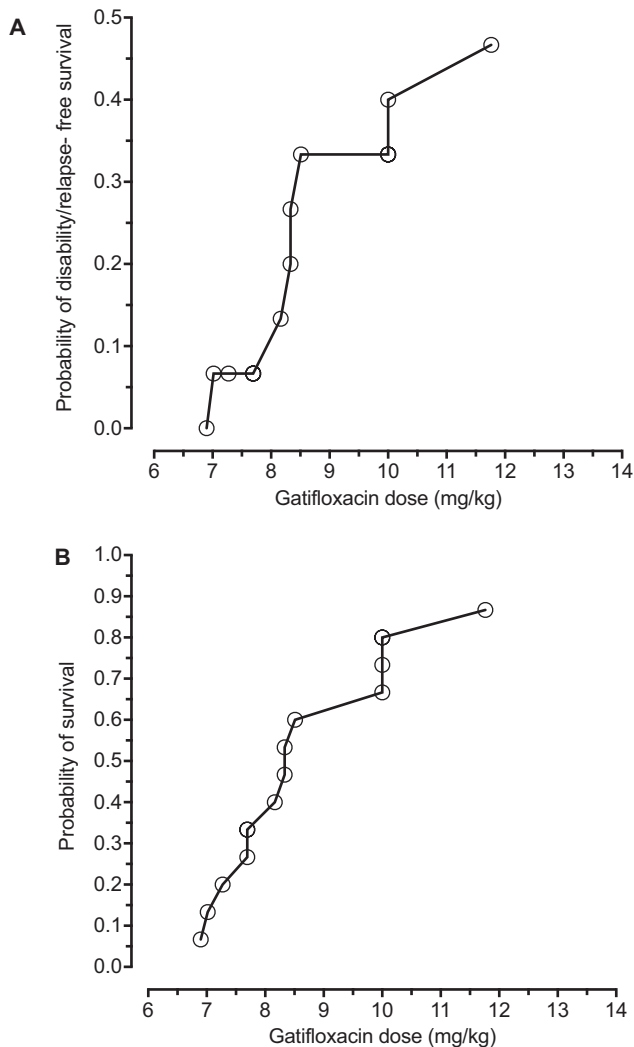 A
Probability of disability/relapse- free survival
0.5
0.4
0.3
0.2
0.1
0.0
6 7 8 9 10 11 12 13 14
Gatifloxacin dose (mg/kg)
B
Probability of survival
1.0
0.9
0.8
0.7
0.6
0.5
0.4
0.3
0.2
0.1
0.0
6 7 8 9 10 11 12 13 14
Gatifloxacin dose (mg/kg)